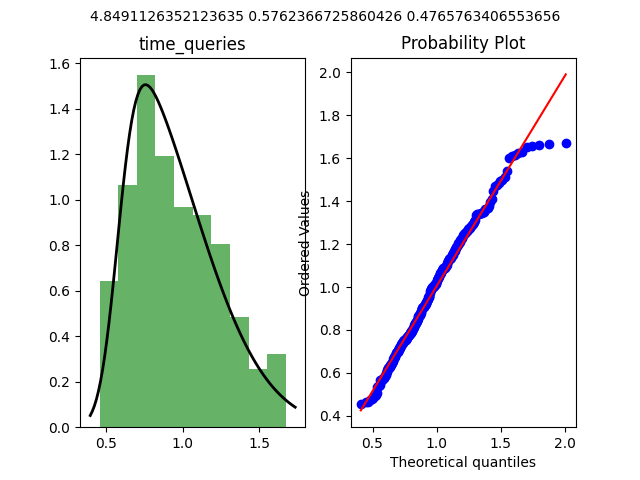 4.8491126352123635 0.5762366725860426 0.4765763406553656
time_queries
1.6
1.4
1.2
1.0
0.8
0.6
0.4
0.2
0.0
0.5 1.0 1.5
Probability Plot
Ordered Values
2.0
1.8
1.6
1.4
1.2
1.0
0.8
0.6
0.4
0.5 1.0 1.5 2.0
Theoretical quantiles